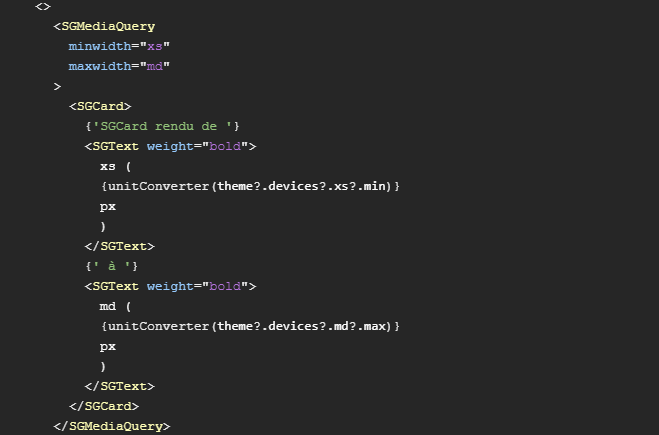 <>
<SGMediaQuery
minwidth="xs"
maxwidth="md"
>
<SGCard>
{'SGCard rendu de '}
<SGText weight="bold">
xs (
{unitConverter(theme?.devices?.xs?.min)}
px
)
</SGText>
{' à '}
<SGText weight="bold">
md (
{unitConverter(theme?.devices?.md?.max)}
px
)
</SGText>
</SGCard>
</SGMediaQuery>